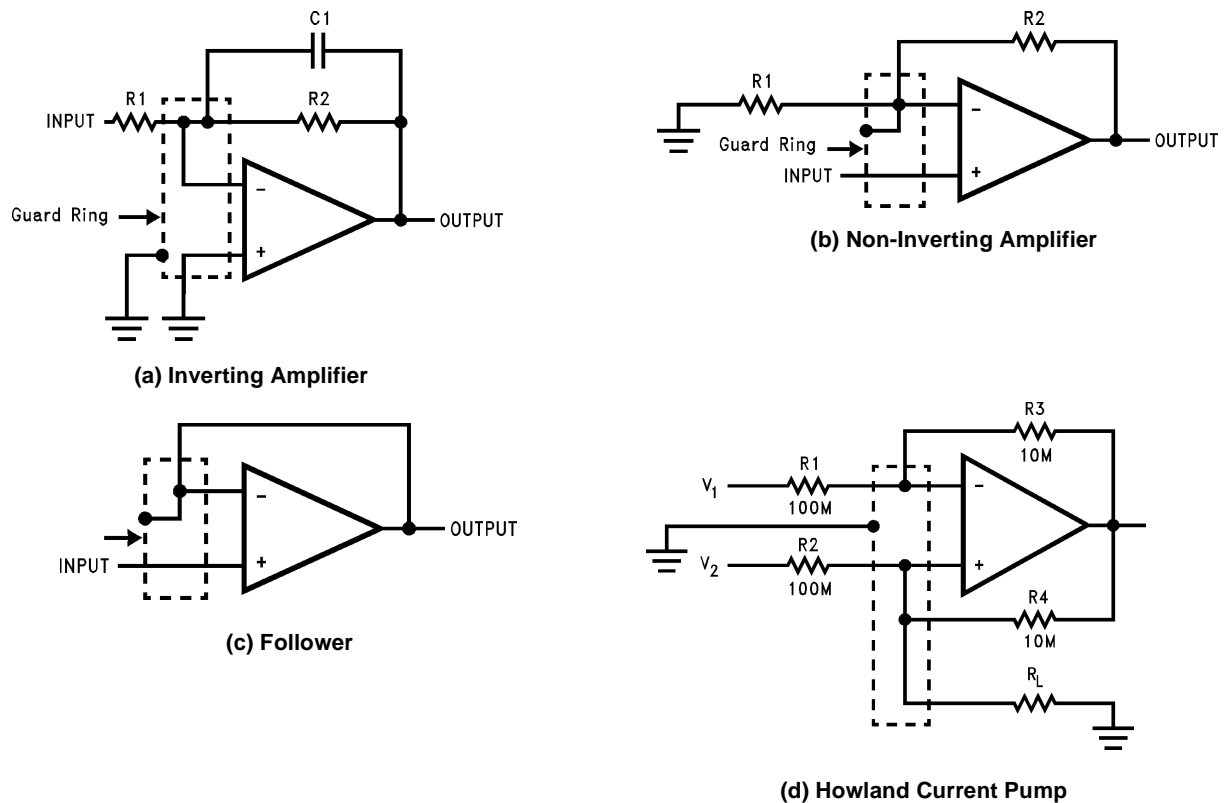 C1
R1
R2
INPUT
-
Guard Ring
+
OUTPUT
(a) Inverting Amplifier
R2
R1
-
Guard Ring
OUTPUT
INPUT
+
(b) Non-Inverting Amplifier
-
OUTPUT
INPUT
+
(c) Follower
R3
10M
V1
R1
100M
-
V2
R2
100M
+
R4
10M
RL
(d) Howland Current Pump